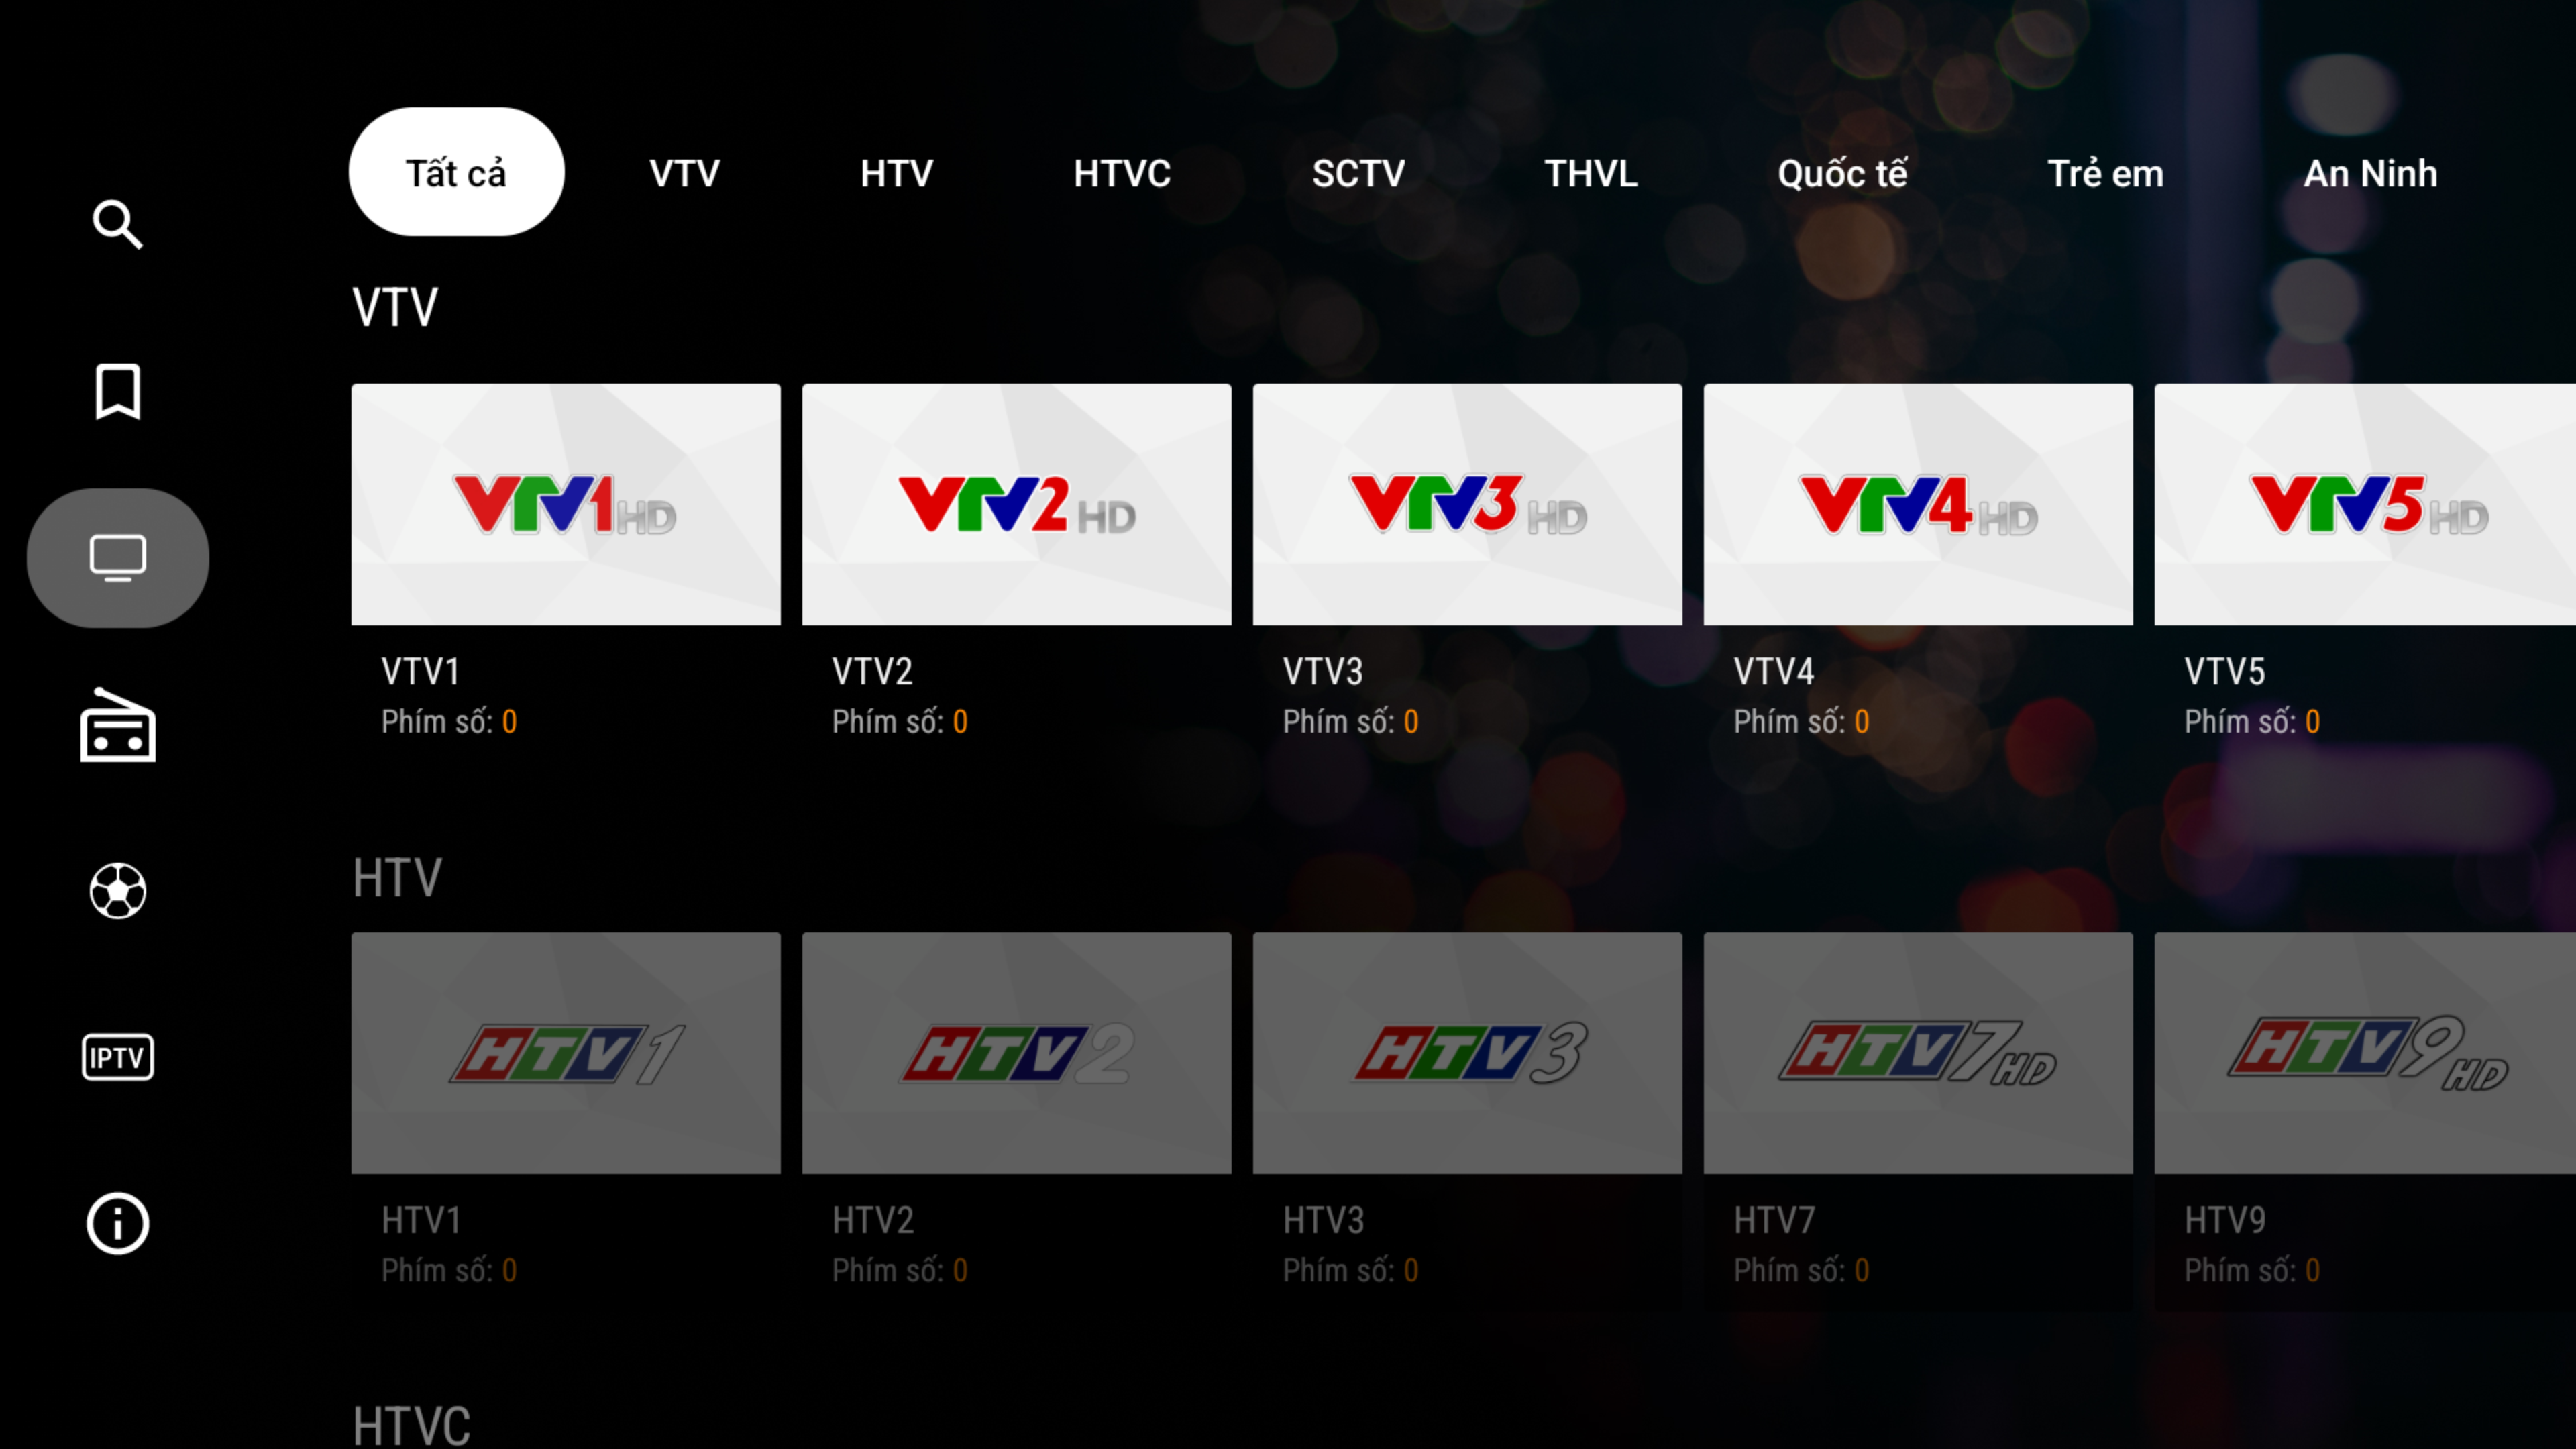 Tất cả VTV HTV HTVC SCTV THVL Quốc tế Trẻ em An Ninh
VTV
VTV1 HD VTV2 HD VTV3 HD VTV4 HD VTV5 HD
VTV1 VTV2 VTV3 VTV4 VTV5
Phím số: 0 Phím số: 0 Phím số: 0 Phím số: 0 Phím số: 0
HTV
HTV1 HTV2 HTV3 HTV7 HD HTV9 HD
IPTV
HTV1 HTV2 HTV3 HTV7 HTV9
Phím số: 0 Phím số: 0 Phím số: 0 Phím số: 0 Phím số: 0
HTVC